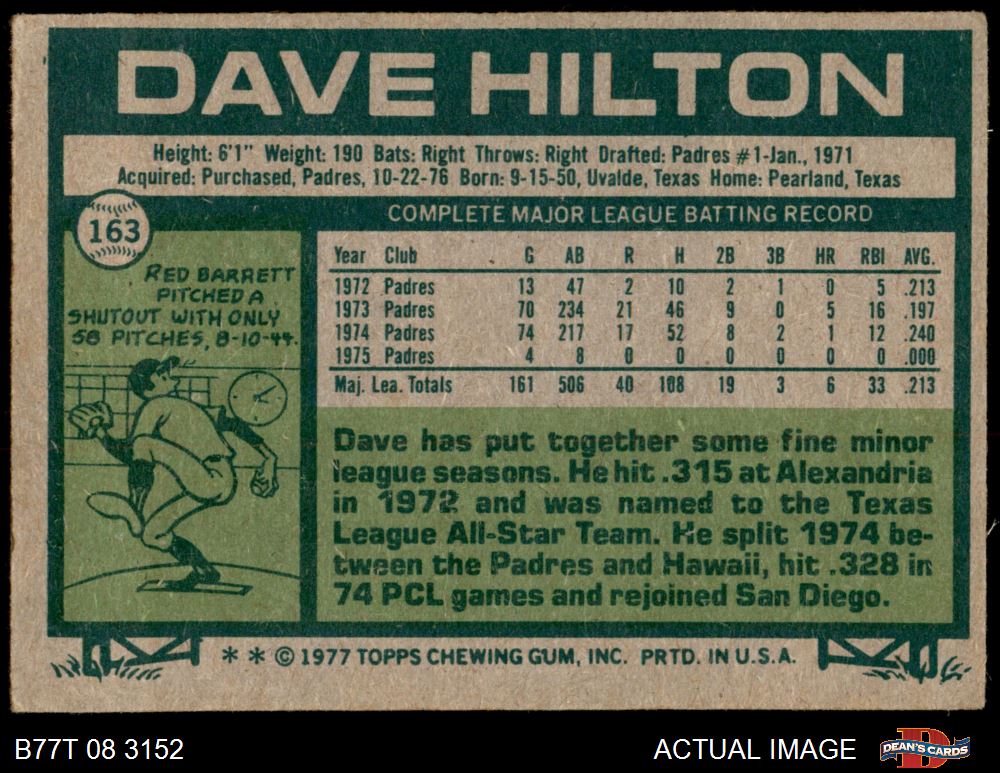 DAVE HILTON
Height: 6'1" Weight: 190 Bats: Right Throws: Right Drafted: Padres #1-Jan., 1971
Acquired: Purchased, Padres, 10-22-76 Born: 9-15-50, Uvalde, Texas Home: Pearland, Texas
163
RED BARRETT
PITCHED A
SHUTOUT WITH ONLY
58 PITCHES, 8-10-44.
COMPLETE MAJOR LEAGUE BATTING RECORD
Year Club G AB R H 2B 3B HR RBI AVG.
1972 Padres 13 47 2 10 2 1 0 5 .213
1973 Padres 70 234 21 46 9 0 5 16 .197
1974 Padres 74 217 17 52 8 2 1 12 .240
1975 Padres 4 8 0 0 0 0 0 0 .000
Maj. Lea. Totals 161 506 40 108 19 3 6 33 .213
Dave has put together some fine minor
league seasons. He hit .315 at Alexandria
in 1972 and was named to the Texas
League All-Star Team. He split 1974 be-
tween the Padres and Hawaii, hit .328 in
74 PCL games and rejoined San Diego.
* * © 1977 TOPPS CHEWING GUM, INC. PRTD. IN U.S.A.
B77T 08 3152
ACTUAL IMAGE
DEAN'S CARDS